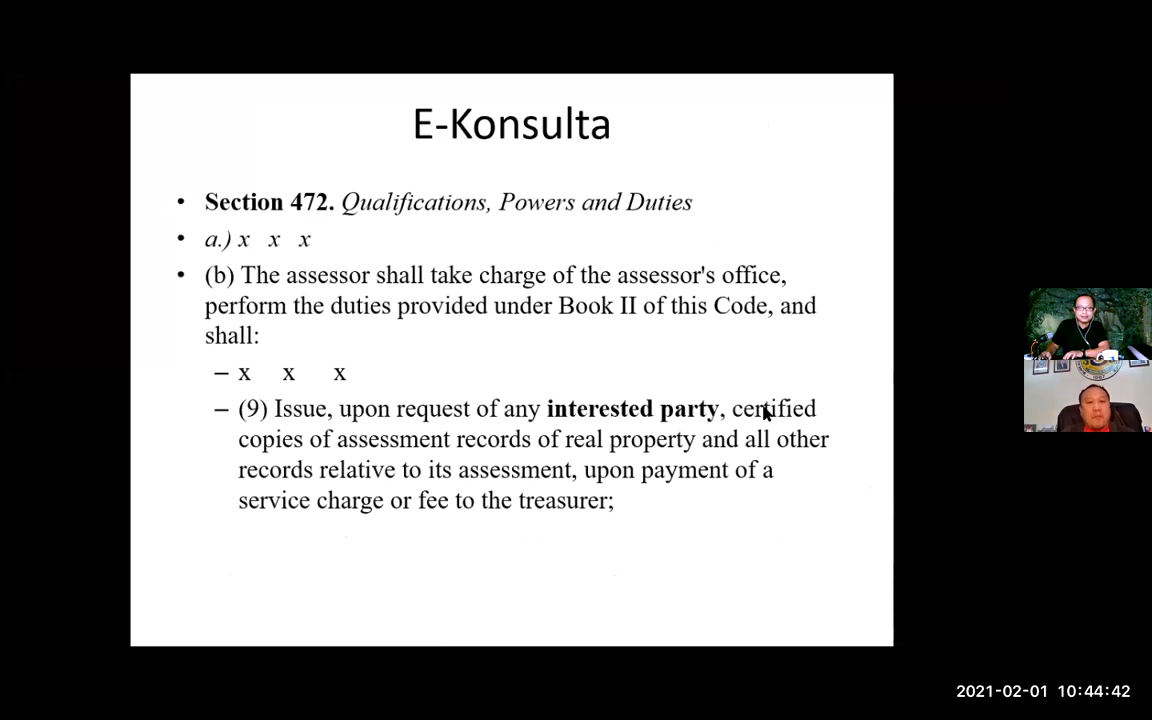 E-Konsulta
• Section 472. Qualifications, Powers and Duties
• a.) x x x
• (b) The assessor shall take charge of the assessor's office,
perform the duties provided under Book II of this Code, and
shall:
– x x x
– (9) Issue, upon request of any interested party, certified
copies of assessment records of real property and all other
records relative to its assessment, upon payment of a
service charge or fee to the treasurer;
2021-02-01 10:44:42